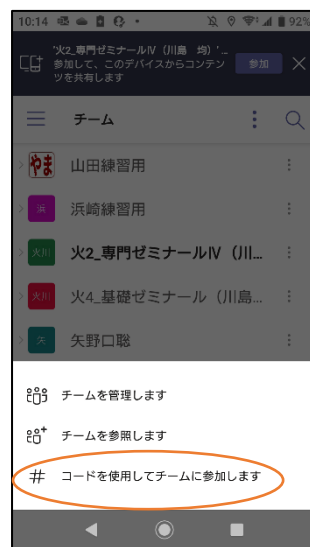 10:14 92%
'火2_専門ゼミナールⅣ（川島　均）'...
参加して、このデバイスからコンテン
ツを共有します
参加
チーム
やま 山田練習用
浜 浜崎練習用
火川 火2_専門ゼミナールⅣ（川...
火川 火4_基礎ゼミナール（川島...
矢 矢野口聡
チームを管理します
チームを参照します
# コードを使用してチームに参加します